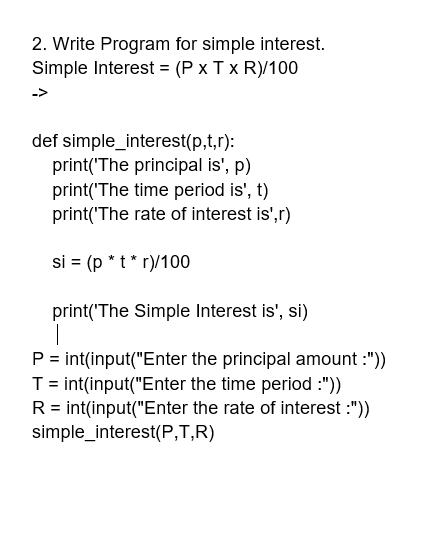 2. Write Program for simple interest.
Simple Interest = (P x T x R)/100
->
def simple_interest(p,t,r):
    print('The principal is', p)
    print('The time period is', t)
    print('The rate of interest is',r)
    si = (p * t * r)/100
    print('The Simple Interest is', si)
P = int(input("Enter the principal amount :"))
T = int(input("Enter the time period :"))
R = int(input("Enter the rate of interest :"))
simple_interest(P,T,R)